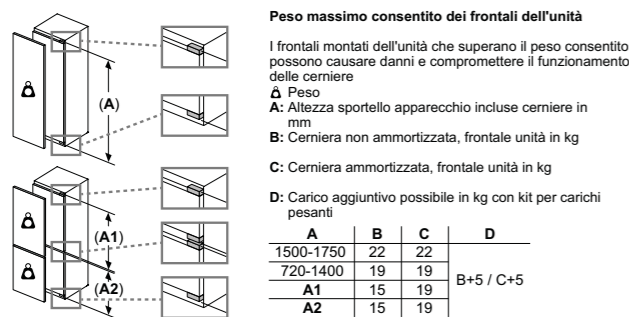 Peso massimo consentito dei frontali dell'unità
I frontali montati dell'unità che superano il peso consentito
possono causare danni e compromettere il funzionamento
delle cerniere
Peso
A: Altezza sportello apparecchio incluse cerniere in
mm
B: Cerniera non ammortizzata, frontale unità in kg
C: Cerniera ammortizzata, frontale unità in kg
D: Carico aggiuntivo possibile in kg con kit per carichi
pesanti
A B C D
1500-1750 22 22
720-1400 19 19
B+5 / C+5
A1 15 19
A2 15 19
(A)
(A1)
(A2)